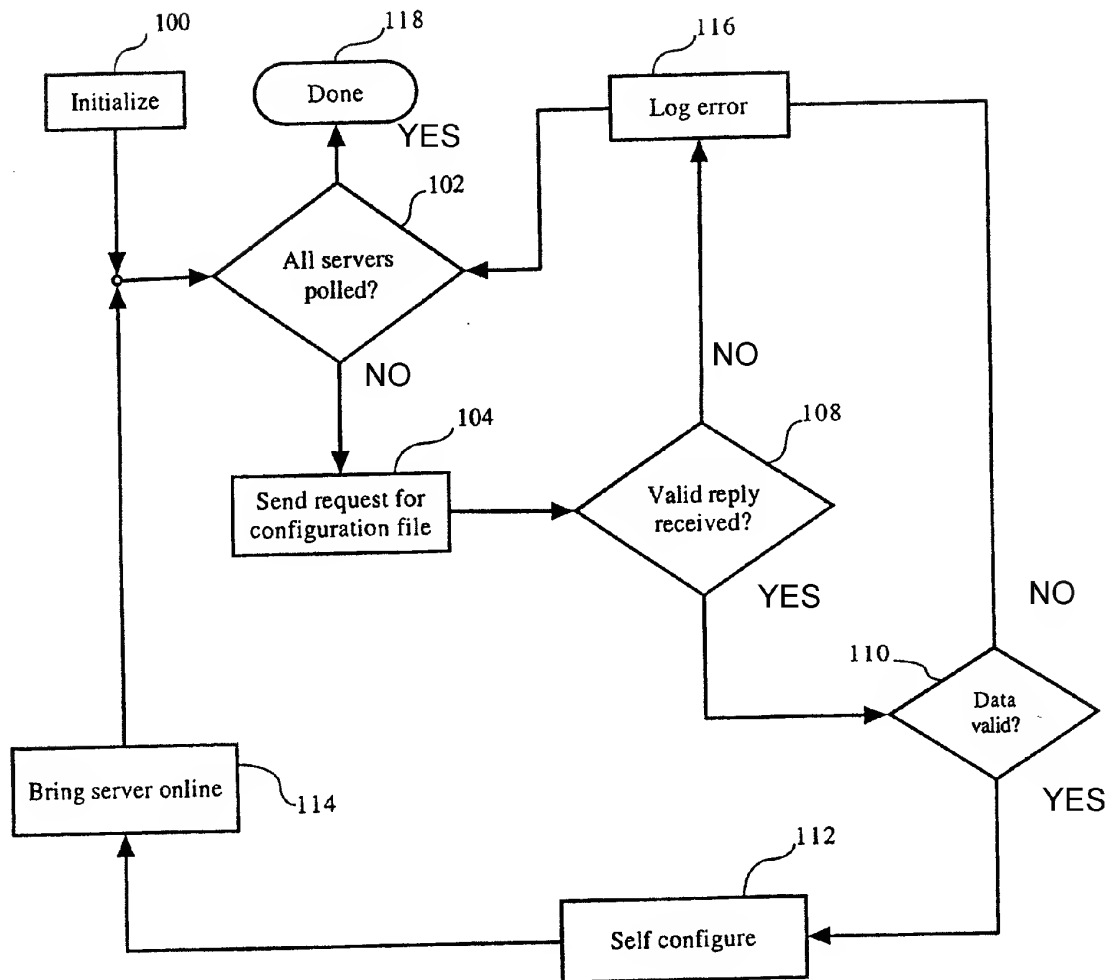 100
118
116
Initialize
Done
Log error
YES
102
All servers
polled?
NO
NO
104
108
Send request for
configuration file
Valid reply
received?
YES
NO
110
Data
valid?
Bring server online
114
YES
112
Self configure